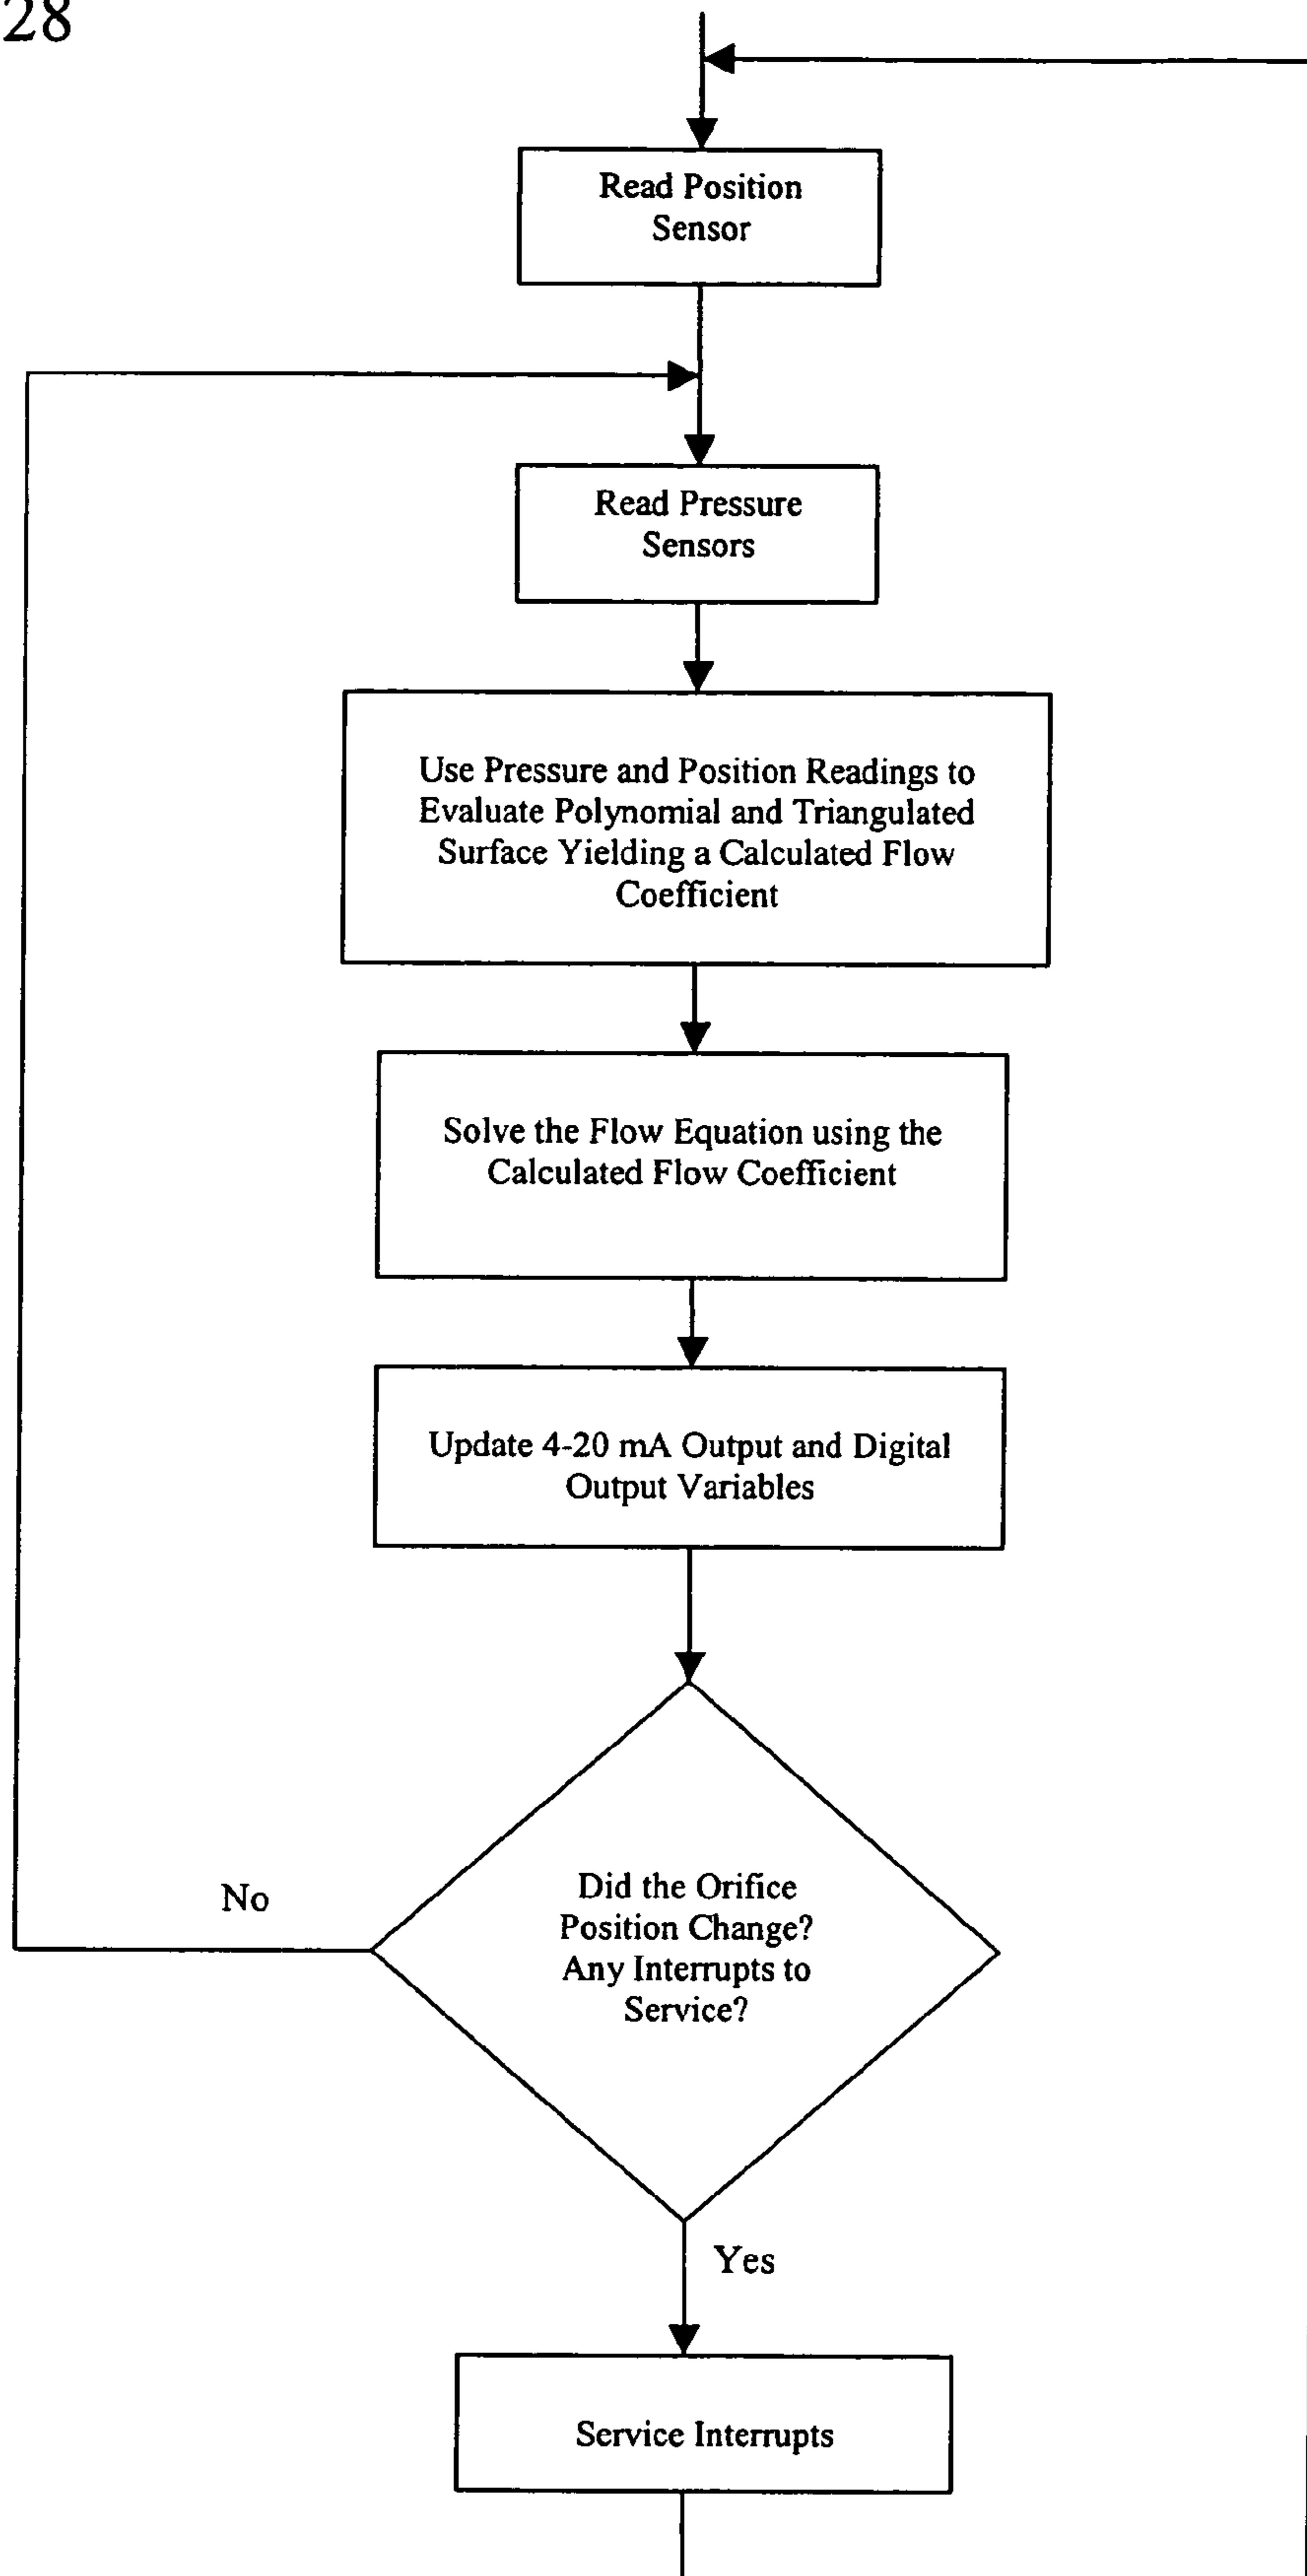 28
Read Position
Sensor
Read Pressure
Sensors
Use Pressure and Position Readings to
Evaluate Polynomial and Triangulated
Surface Yielding a Calculated Flow
Coefficient
Solve the Flow Equation using the
Calculated Flow Coefficient
Update 4-20 mA Output and Digital
Output Variables
Did the Orifice
Position Change?
Any Interrupts to
Service?
No
Yes
Service Interrupts